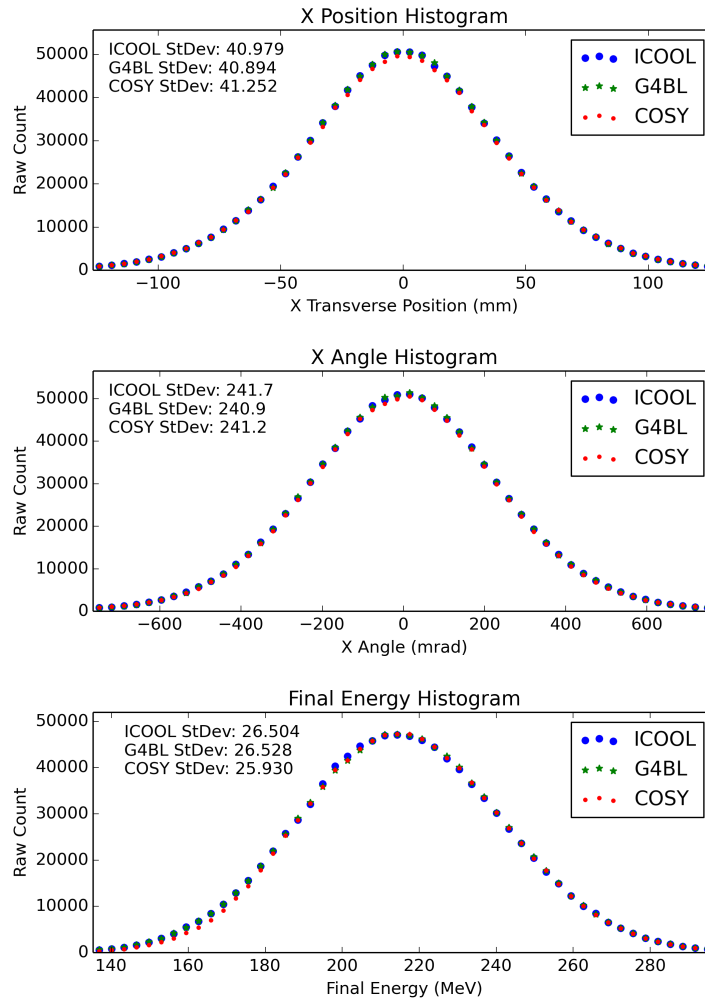 X Position Histogram
ICOOL StDev: 40.979
G4BL StDev: 40.894
COSY StDev: 41.252
ICOOL
G4BL
COSY
Raw Count
50000
40000
30000
20000
10000
0
−100
−50
0
50
100
X Transverse Position (mm)
X Angle Histogram
ICOOL StDev: 241.7
G4BL StDev: 240.9
COSY StDev: 241.2
ICOOL
G4BL
COSY
Raw Count
50000
40000
30000
20000
10000
0
−600
−400
−200
0
200
400
600
X Angle (mrad)
Final Energy Histogram
ICOOL StDev: 26.504
G4BL StDev: 26.528
COSY StDev: 25.930
ICOOL
G4BL
COSY
Raw Count
50000
40000
30000
20000
10000
0
140
160
180
200
220
240
260
280
Final Energy (MeV)